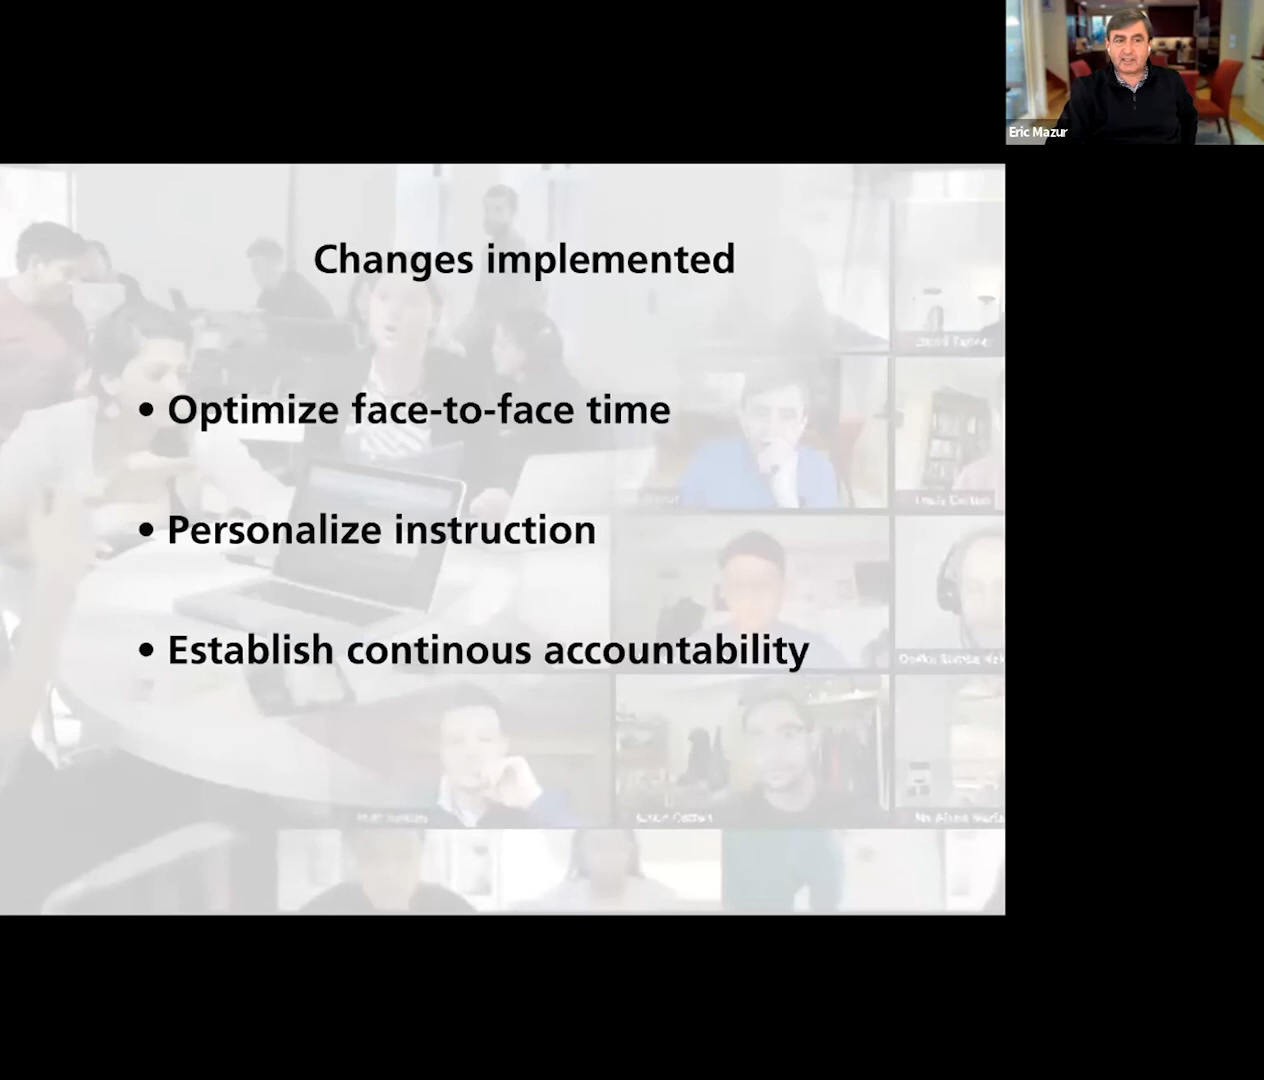 Eric Mazur
Changes implemented
• Optimize face-to-face time
• Personalize instruction
• Establish continous accountability